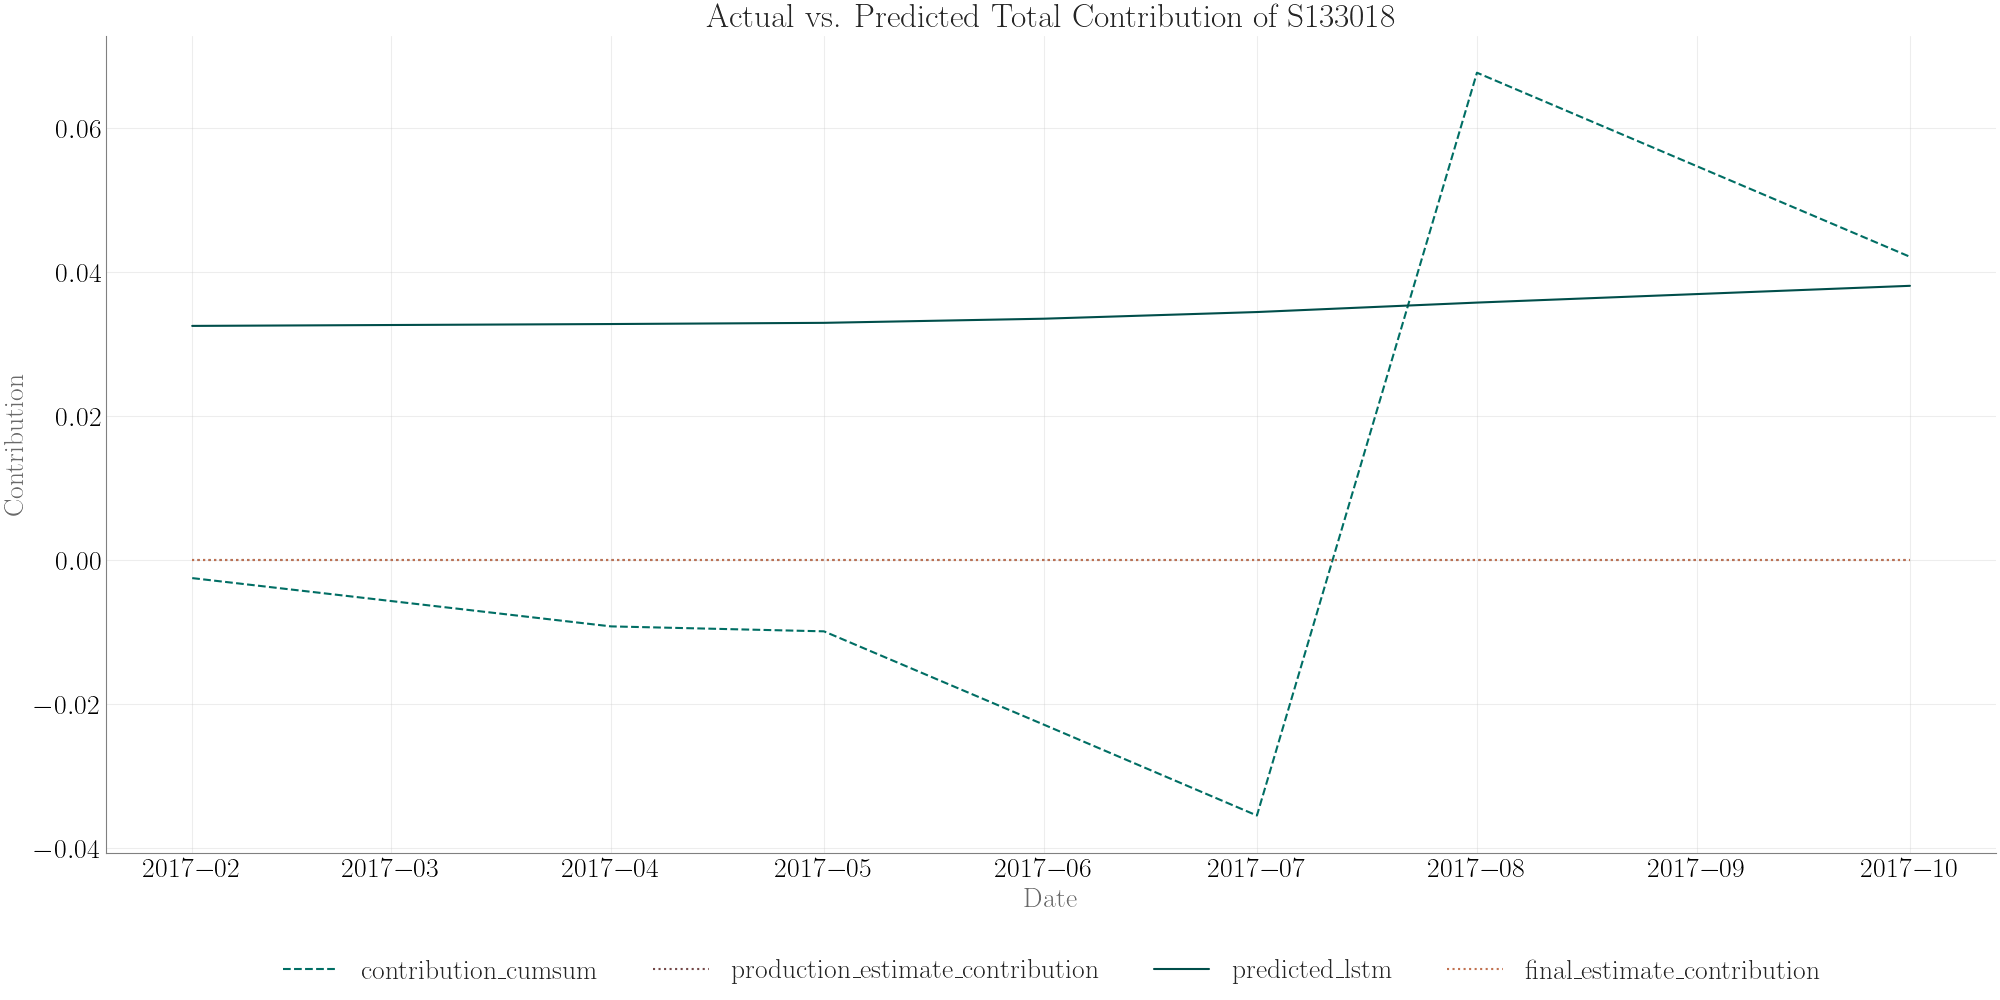 Actual vs. Predicted Total Contribution of S133018
Contribution
0.06
0.04
0.02
0.00
−0.02
−0.04
2017−02 2017−03 2017−04 2017−05 2017−06 2017−07 2017−08 2017−09 2017−10
Date
contribution_cumsum production_estimate_contribution predicted_lstm final_estimate_contribution